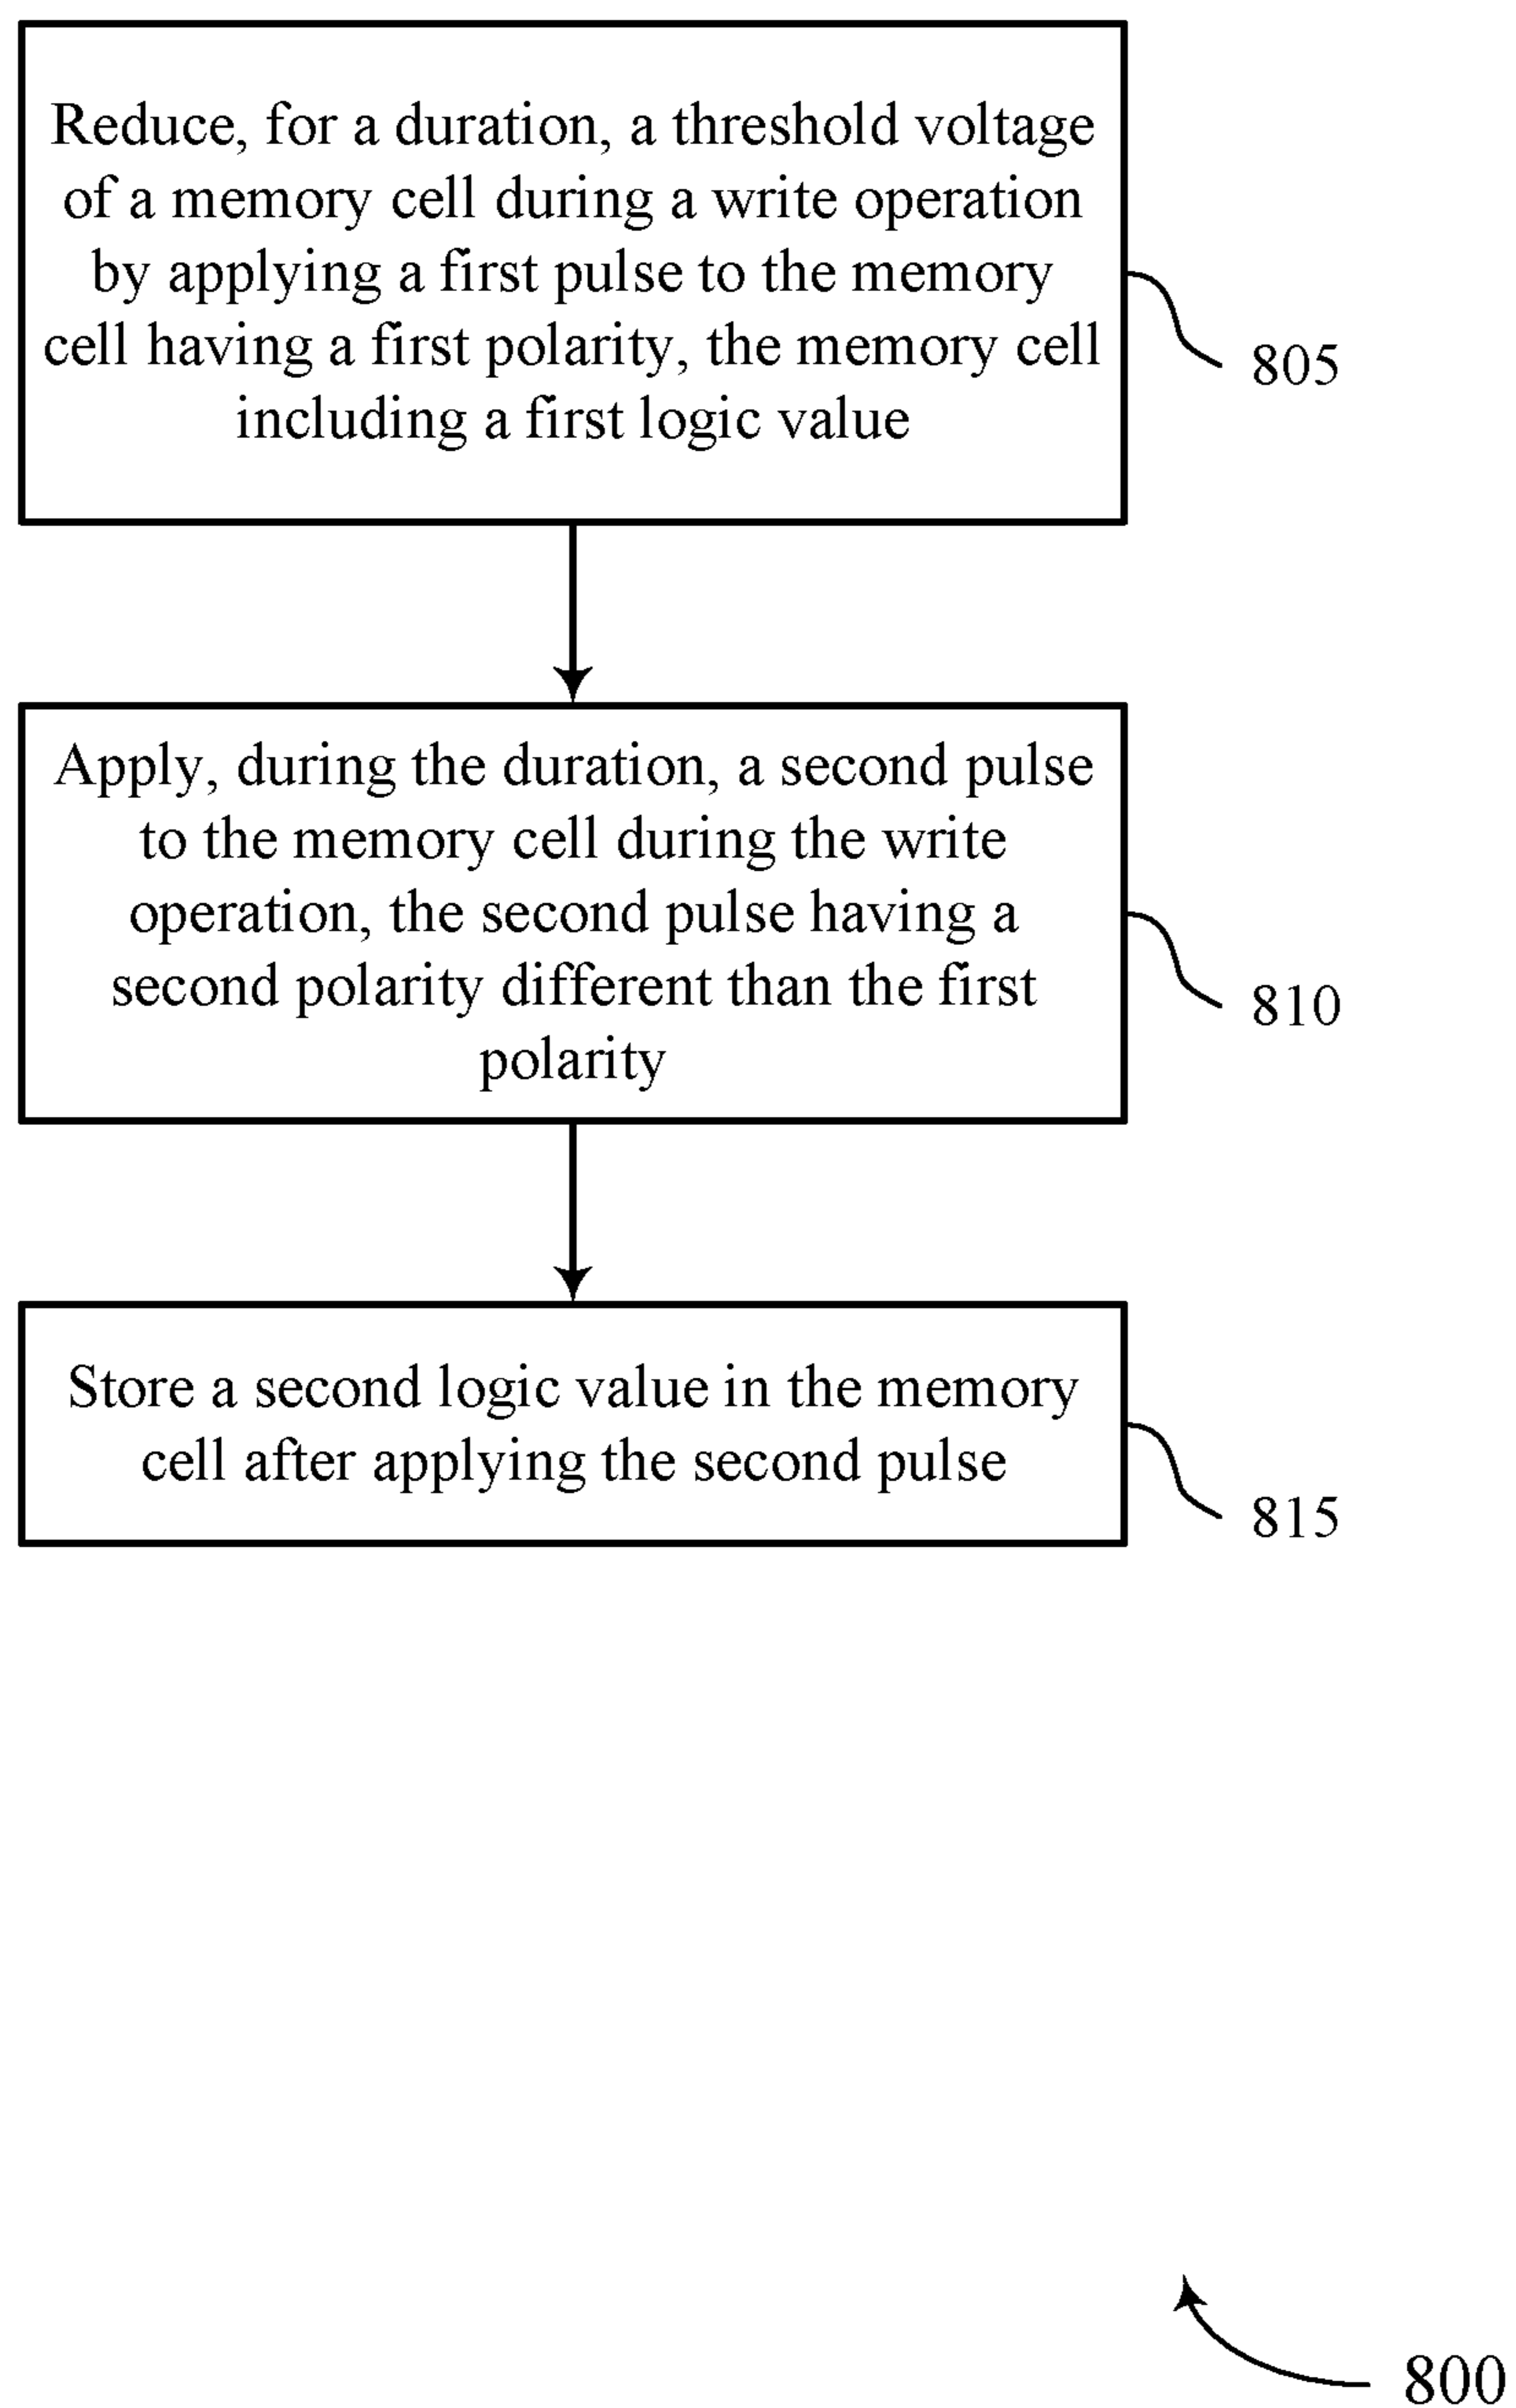 Reduce, for a duration, a threshold voltage
of a memory cell during a write operation
by applying a first pulse to the memory
cell having a first polarity, the memory cell
including a first logic value
805
Apply, during the duration, a second pulse
to the memory cell during the write
operation, the second pulse having a
second polarity different than the first
polarity
810
Store a second logic value in the memory
cell after applying the second pulse
815
800